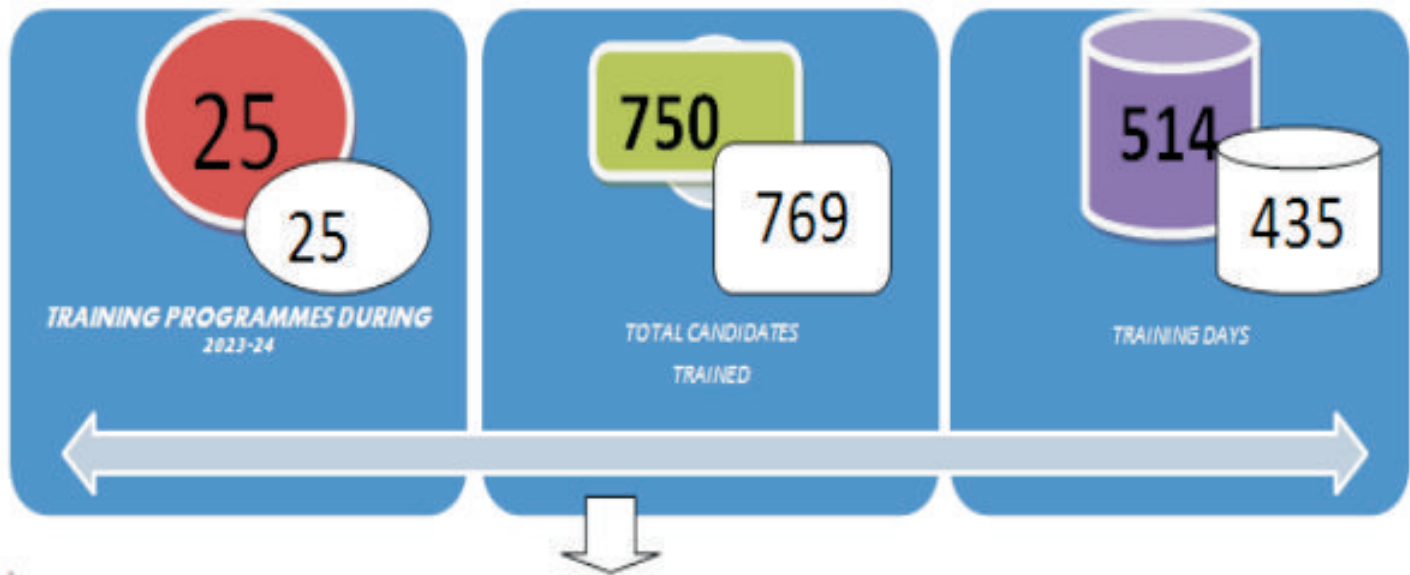 25
25
TRAINING PROGRAMMES DURING
2023-24
750
769
TOTAL CANDIDATES
TRAINED
514
435
TRAINING DAYS